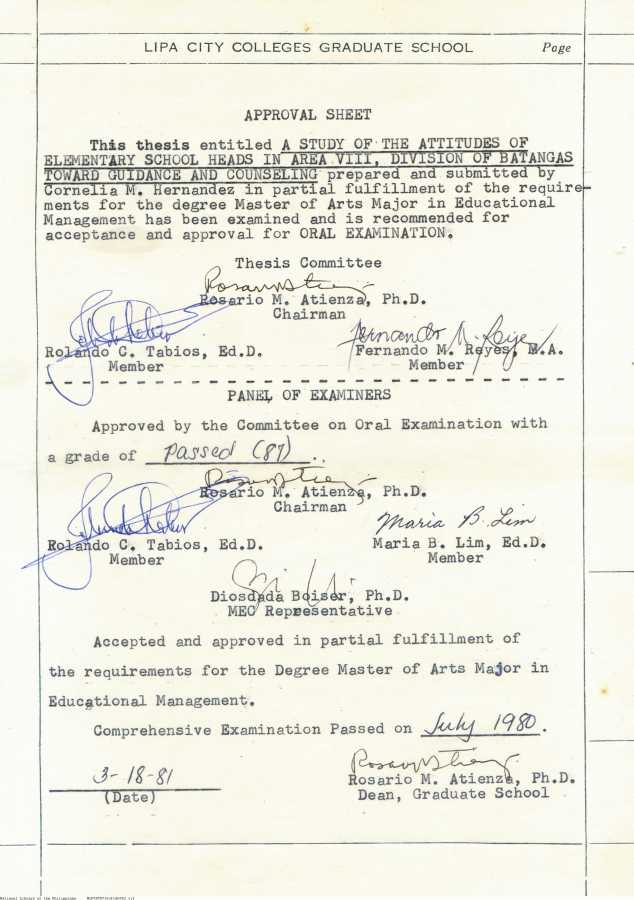 LIPA CITY COLLEGES GRADUATE SCHOOL Page
APPROVAL SHEET
This thesis entitled A STUDY OF THE ATTITUDES OF
ELEMENTARY SCHOOL HEADS IN AREA VIII, DIVISION OF BATANGAS
TOWARD GUIDANCE AND COUNSELING prepared and submitted by
Cornelia M. Hernandez in partial fulfillment of the require-
ments for the degree Master of Arts Major in Educational
Management has been examined and is recommended for
acceptance and approval for ORAL EXAMINATION.
Thesis Committee
Rosario M. Atienza, Ph.D.
Chairman
Fernando M. Reyes
Rolando C. Tabios, Ed.D. Fernando M. Reyes, M.A.
Member Member
PANEL OF EXAMINERS
Approved by the Committee on Oral Examination with
a grade of Passed (87) .
Rosario M. Atienza, Ph.D.
Chairman
Maria B. Lim
Rolando C. Tabios, Ed.D. Maria B. Lim, Ed.D.
Member Member
Diosdada Boiser, Ph.D.
MEC Representative
Accepted and approved in partial fulfillment of
the requirements for the Degree Master of Arts Major in
Educational Management.
Comprehensive Examination Passed on July 1980.
3-18-81 Rosario M. Atienza, Ph.D.
(Date) Dean, Graduate School
National Library of the Philippines